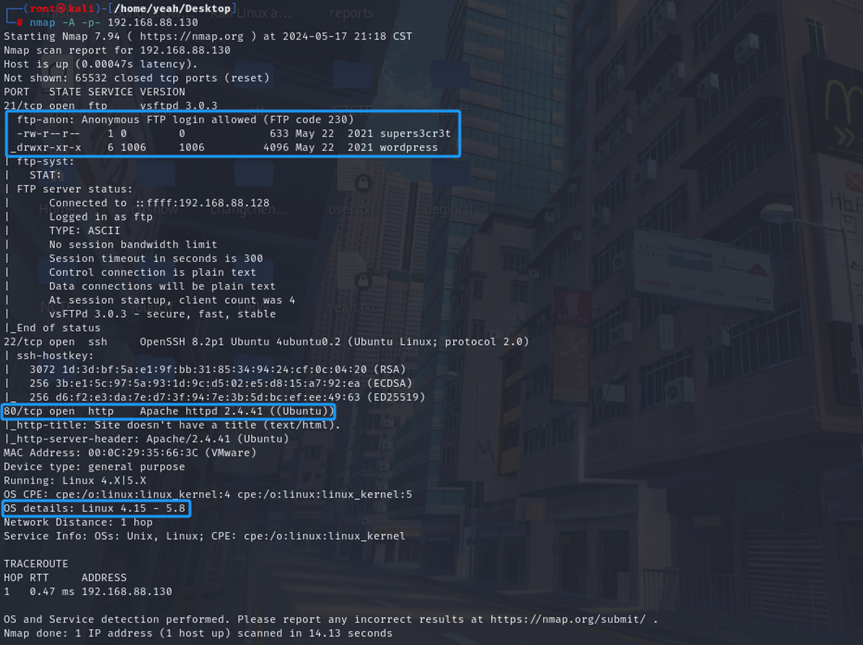 ┌──(root㉿kali)-[/home/yeah/Desktop]
└─# nmap -A -p- 192.168.88.130
Starting Nmap 7.94 ( https://nmap.org ) at 2024-05-17 21:18 CST
Nmap scan report for 192.168.88.130
Host is up (0.00047s latency).
Not shown: 65532 closed tcp ports (reset)
PORT   STATE SERVICE VERSION
21/tcp open  ftp     vsftpd 3.0.3
ftp-anon: Anonymous FTP login allowed (FTP code 230)
-rw-r--r--    1 0        0             633 May 22  2021 supers3cr3t
_drwxr-xr-x    6 1006     1006         4096 May 22  2021 wordpress
| ftp-syst:
|   STAT:
| FTP server status:
|      Connected to ::ffff:192.168.88.128
|      Logged in as ftp
|      TYPE: ASCII
|      No session bandwidth limit
|      Session timeout in seconds is 300
|      Control connection is plain text
|      Data connections will be plain text
|      At session startup, client count was 4
|      vsFTPd 3.0.3 - secure, fast, stable
|_End of status
22/tcp open  ssh     OpenSSH 8.2p1 Ubuntu 4ubuntu0.2 (Ubuntu Linux; protocol 2.0)
| ssh-hostkey:
|   3072 1d:3d:bf:5a:e1:9f:bb:31:85:34:94:24:cf:0c:04:20 (RSA)
|   256 3b:e1:5c:97:5a:93:1d:9c:d5:02:e5:d8:15:a7:92:ea (ECDSA)
|_  256 d6:f2:e3:da:7e:d7:3f:94:7e:3b:5d:bc:ef:ee:49:63 (ED25519)
80/tcp open  http    Apache httpd 2.4.41 ((Ubuntu))
|_http-title: Site doesn't have a title (text/html).
|_http-server-header: Apache/2.4.41 (Ubuntu)
MAC Address: 00:0C:29:35:66:3C (VMware)
Device type: general purpose
Running: Linux 4.X|5.X
OS CPE: cpe:/o:linux:linux_kernel:4 cpe:/o:linux:linux_kernel:5
OS details: Linux 4.15 - 5.8
Network Distance: 1 hop
Service Info: OSs: Unix, Linux; CPE: cpe:/o:linux:linux_kernel
TRACEROUTE
HOP RTT     ADDRESS
1   0.47 ms 192.168.88.130
OS and Service detection performed. Please report any incorrect results at https://nmap.org/submit/ .
Nmap done: 1 IP address (1 host up) scanned in 14.13 seconds